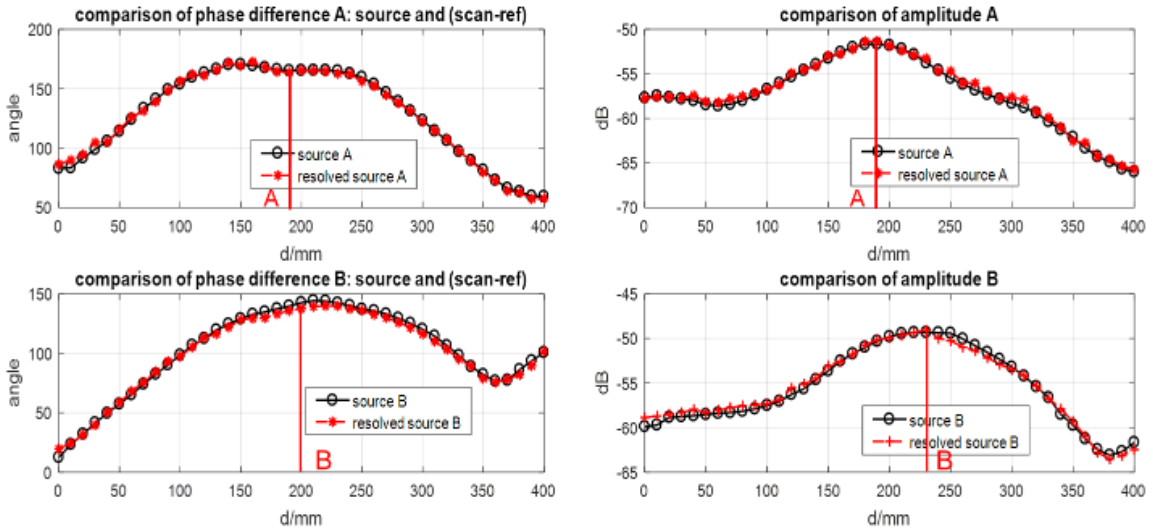 comparison of phase difference A: source and (scan-ref)
200
150
100
50
angle
source A
resolved source A
A
0 50 100 150 200 250 300 350 400
d/mm
comparison of amplitude A
-50
-55
-60
-65
-70
dB
source A
resolved source A
A
0 50 100 150 200 250 300 350 400
d/mm
comparison of phase difference B: source and (scan-ref)
150
100
50
0
angle
source B
resolved source B
B
0 50 100 150 200 250 300 350 400
d/mm
comparison of amplitude B
-45
-50
-55
-60
-65
dB
source B
resolved source B
B
0 50 100 150 200 250 300 350 400
d/mm